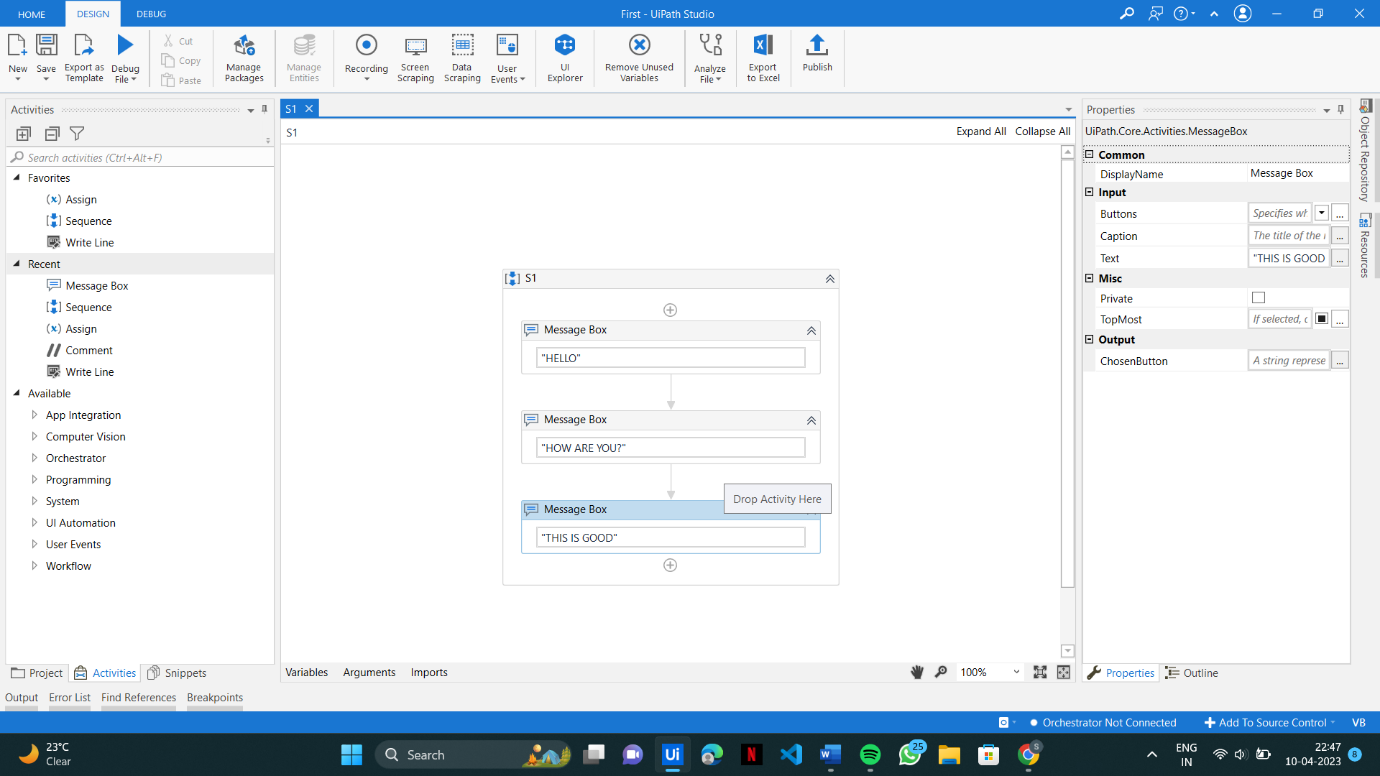 HOME DESIGN DEBUG First - UiPath Studio
New Save Export as Template Debug File Cut Copy Paste Manage Packages Manage Entities Recording Screen Scraping Data Scraping User Events UI Explorer Remove Unused Variables Analyze File Export to Excel Publish
Activities
Search activities (Ctrl+Alt+F)
Favorites
Assign
Sequence
Write Line
Recent
Message Box
Sequence
Assign
Comment
Write Line
Available
App Integration
Computer Vision
Orchestrator
Programming
System
UI Automation
User Events
Workflow
Project Activities Snippets
S1
S1 Expand All Collapse All
S1
Message Box
"HELLO"
Message Box
"HOW ARE YOU?"
Drop Activity Here
Message Box
"THIS IS GOOD"
Variables Arguments Imports 100%
Properties
UiPath.Core.Activities.MessageBox
Common
DisplayName Message Box
Input
Buttons Specifies wh ...
Caption The title of the ...
Text "THIS IS GOOD ...
Misc
Private
TopMost If selected, ...
Output
ChosenButton A string represe ...
Properties Outline
Object Repository
Resources
Output Error List Find References Breakpoints
Orchestrator Not Connected Add To Source Control VB
23°C
Clear
Search
Ui
25
S
ENG
IN
22:47
10-04-2023
8